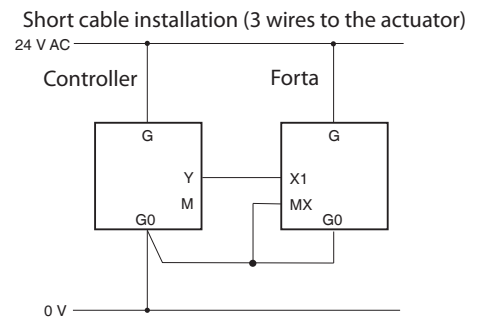 Short cable installation (3 wires to the actuator)
24 V AC
Controller
Forta
G
G
Y
X1
M
MX
G0
G0
0 V